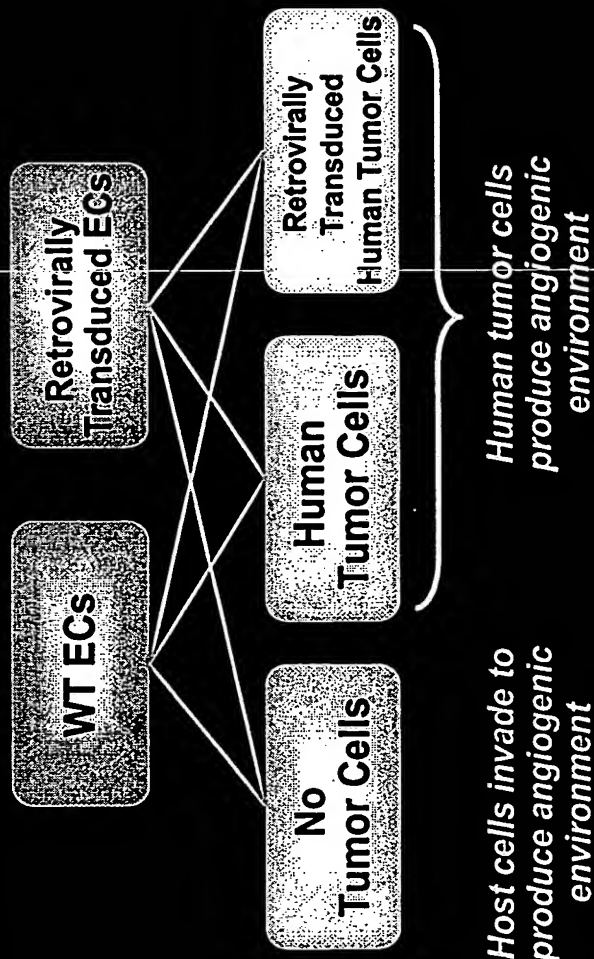 WT ECs
Retrovirally
Transduced ECs
No
Tumor Cells
Human
Tumor Cells
Retrovirally
Transduced
Human Tumor Cells
Host cells invade to
produce angiogenic
environment
Human tumor cells
produce angiogenic
environment